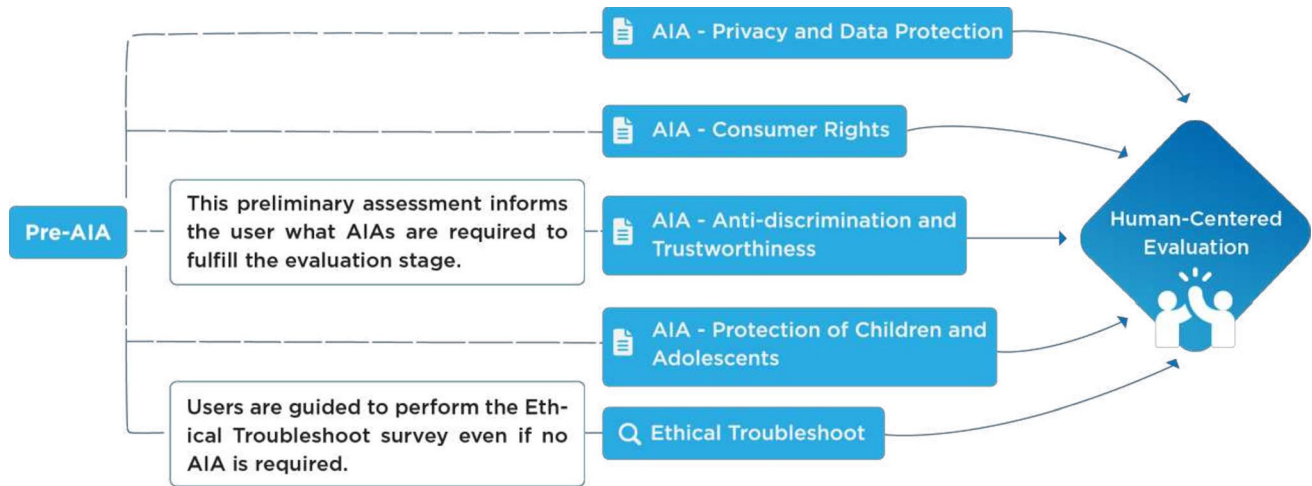 Pre-AIA
AIA - Privacy and Data Protection
AIA - Consumer Rights
This preliminary assessment informs
the user what AIAs are required to
fulfill the evaluation stage.
AIA - Anti-discrimination and
Trustworthiness
AIA - Protection of Children and
Adolescents
Users are guided to perform the Eth-
ical Troubleshoot survey even if no
AIA is required.
Ethical Troubleshoot
Human-Centered
Evaluation